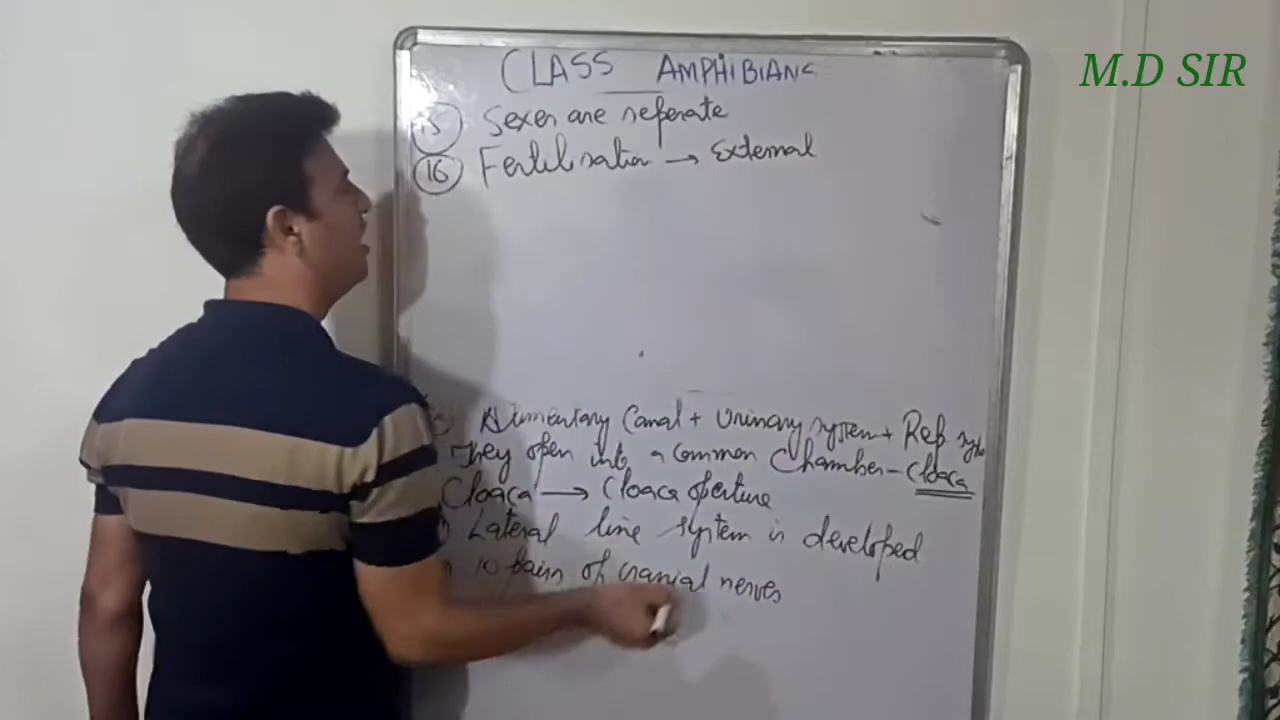 CLASS AMPHIBIANS
M.D SIR
15 Sexes are seperate
16 Fertilisation → External
Alimentary Canal + Urinary system + Rep
They open into a common Chamber - Cloaca
Cloaca → Cloaca aperture
Lateral line system is developed
10 pairs of cranial nerves